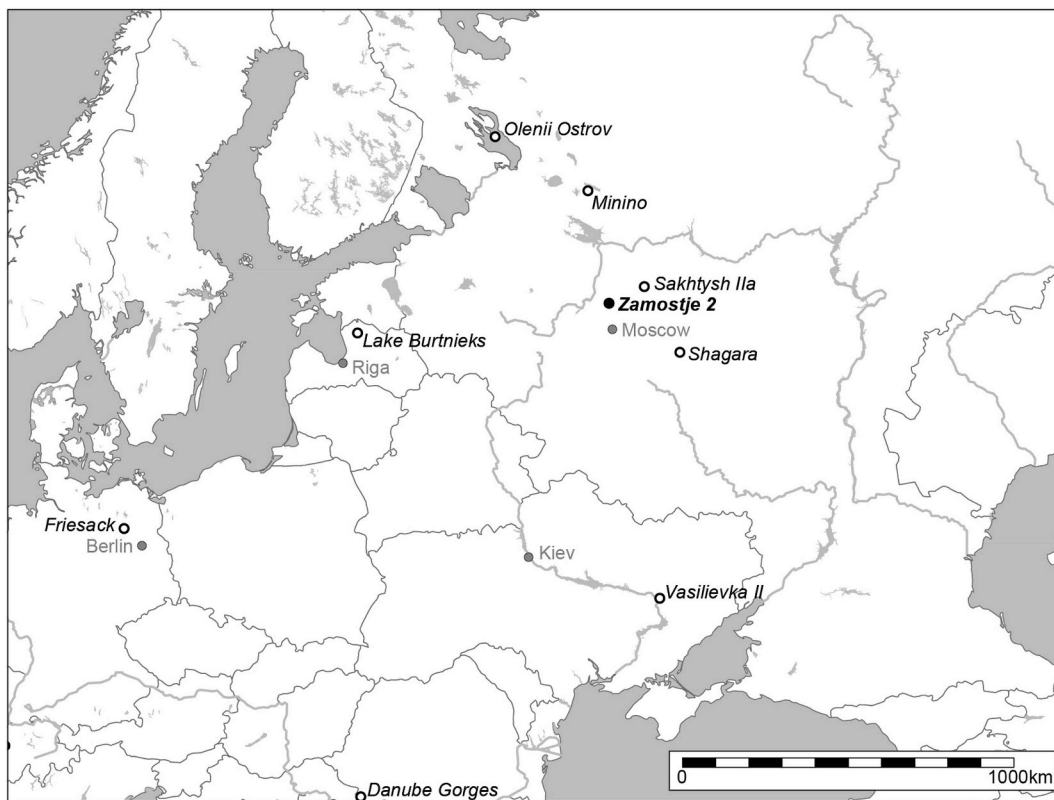 Olenii Ostrov
Minino
Sakhtysh IIa
Zamostje 2
Moscow
Lake Burtnieks
Shagara
Riga
Friesack
Berlin
Kiev
Vasilievka II
Danube Gorges
0 1000km